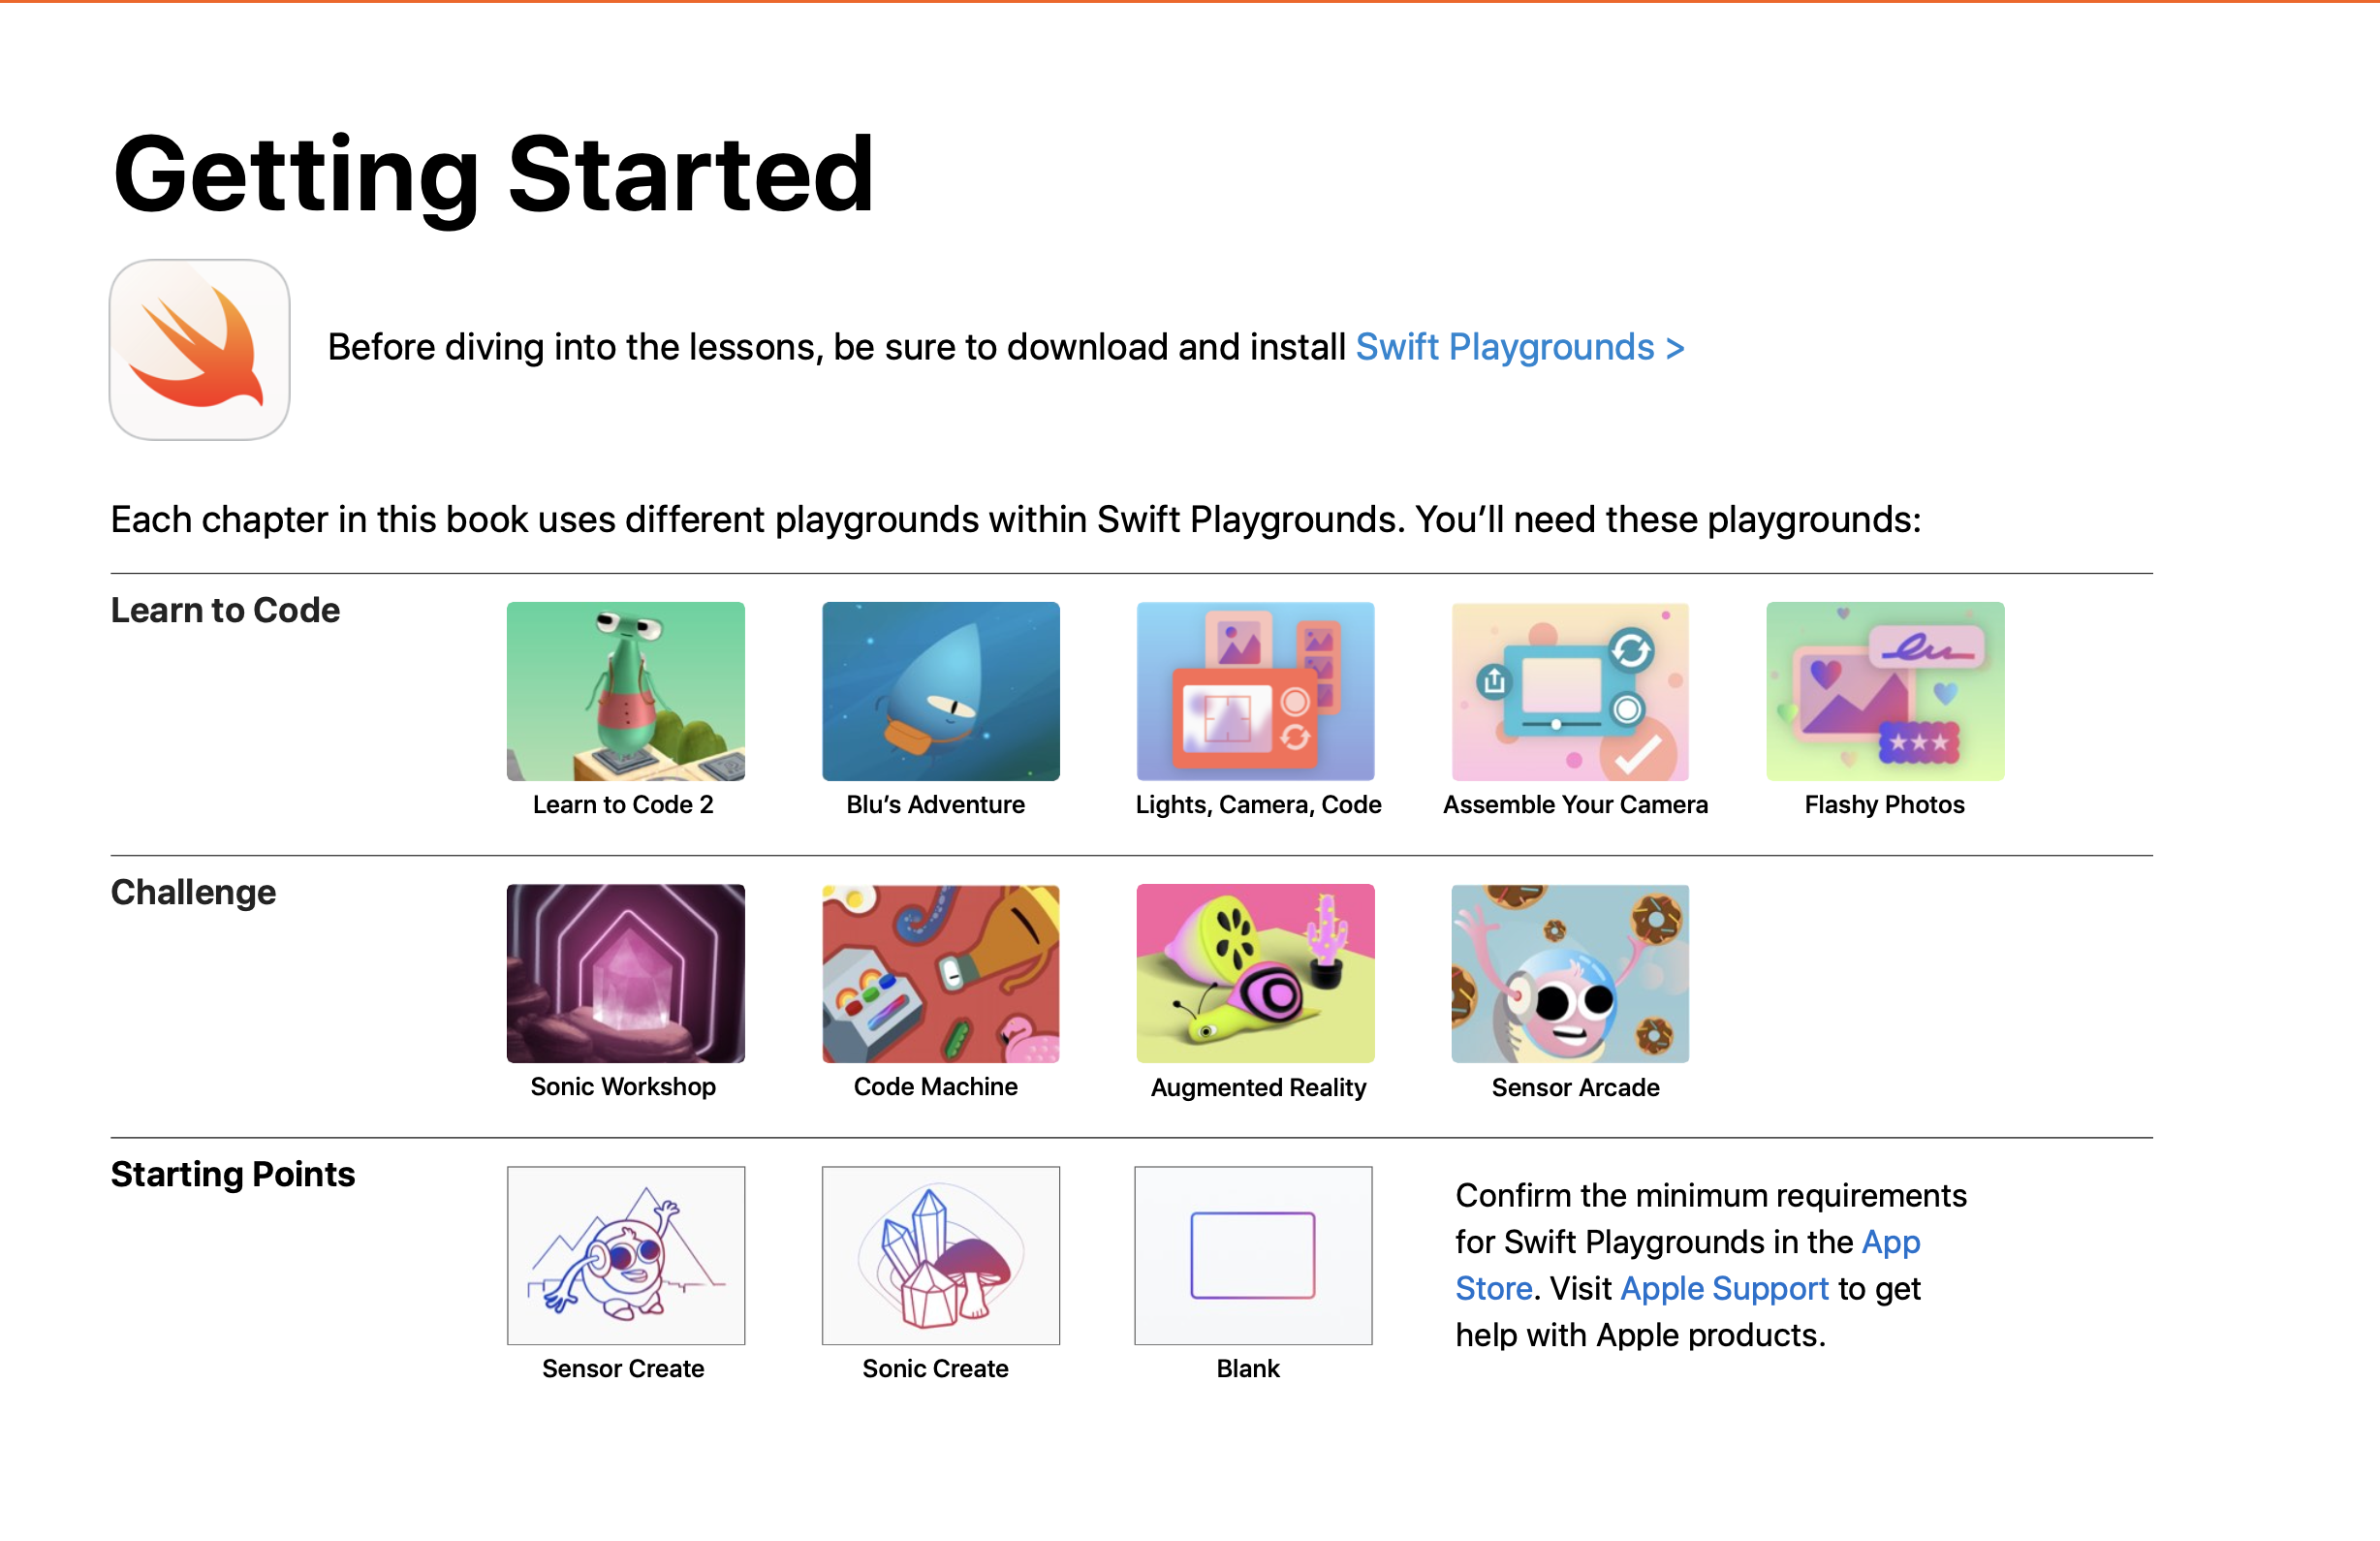 Getting Started
Before diving into the lessons, be sure to download and install Swift Playgrounds >
Each chapter in this book uses different playgrounds within Swift Playgrounds. You’ll need these playgrounds:
Learn to Code
Learn to Code 2
Blu’s Adventure
Lights, Camera, Code
Assemble Your Camera
Flashy Photos
Challenge
Sonic Workshop
Code Machine
Augmented Reality
Sensor Arcade
Starting Points
Sensor Create
Sonic Create
Blank
Confirm the minimum requirements
for Swift Playgrounds in the App
Store. Visit Apple Support to get
help with Apple products.